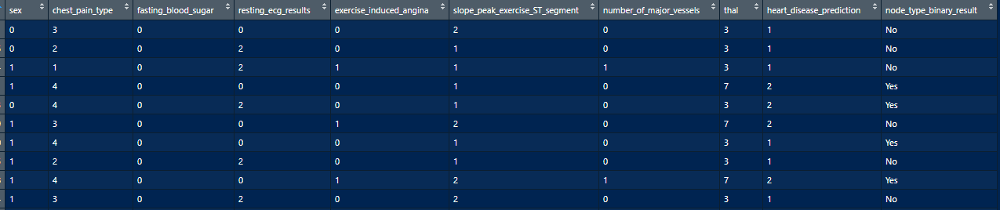 sex chest_pain_type fasting_blood_sugar resting_ecg_results exercise_induced_angina slope_peak_exercise_ST_segment number_of_major_vessels thal heart_disease_prediction node_type_binary_result
0 3 0 0 0 2 0 3 1 No
0 2 0 2 0 1 0 3 1 No
1 1 0 2 1 1 1 3 1 No
1 4 0 0 0 1 0 7 2 Yes
0 4 0 2 0 1 0 3 2 Yes
1 3 0 0 1 2 0 7 2 No
1 4 0 0 0 1 0 3 1 Yes
1 2 0 2 0 1 0 3 1 No
1 4 0 0 1 2 1 7 2 Yes
1 3 0 2 0 2 0 3 1 No